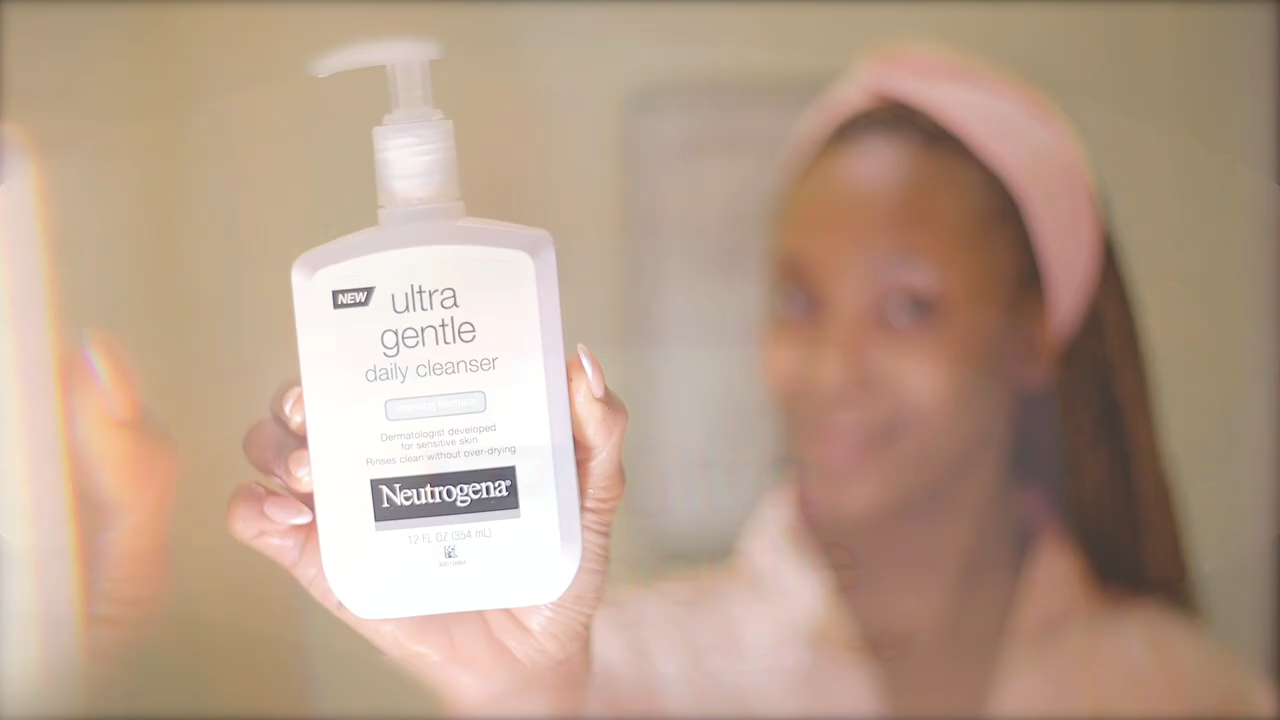 NEW
ultra
gentle
daily cleanser
Dermatologist developed
for sensitive skin
Rinses clean without over-drying
Neutrogena®
12 FL OZ (354 mL)